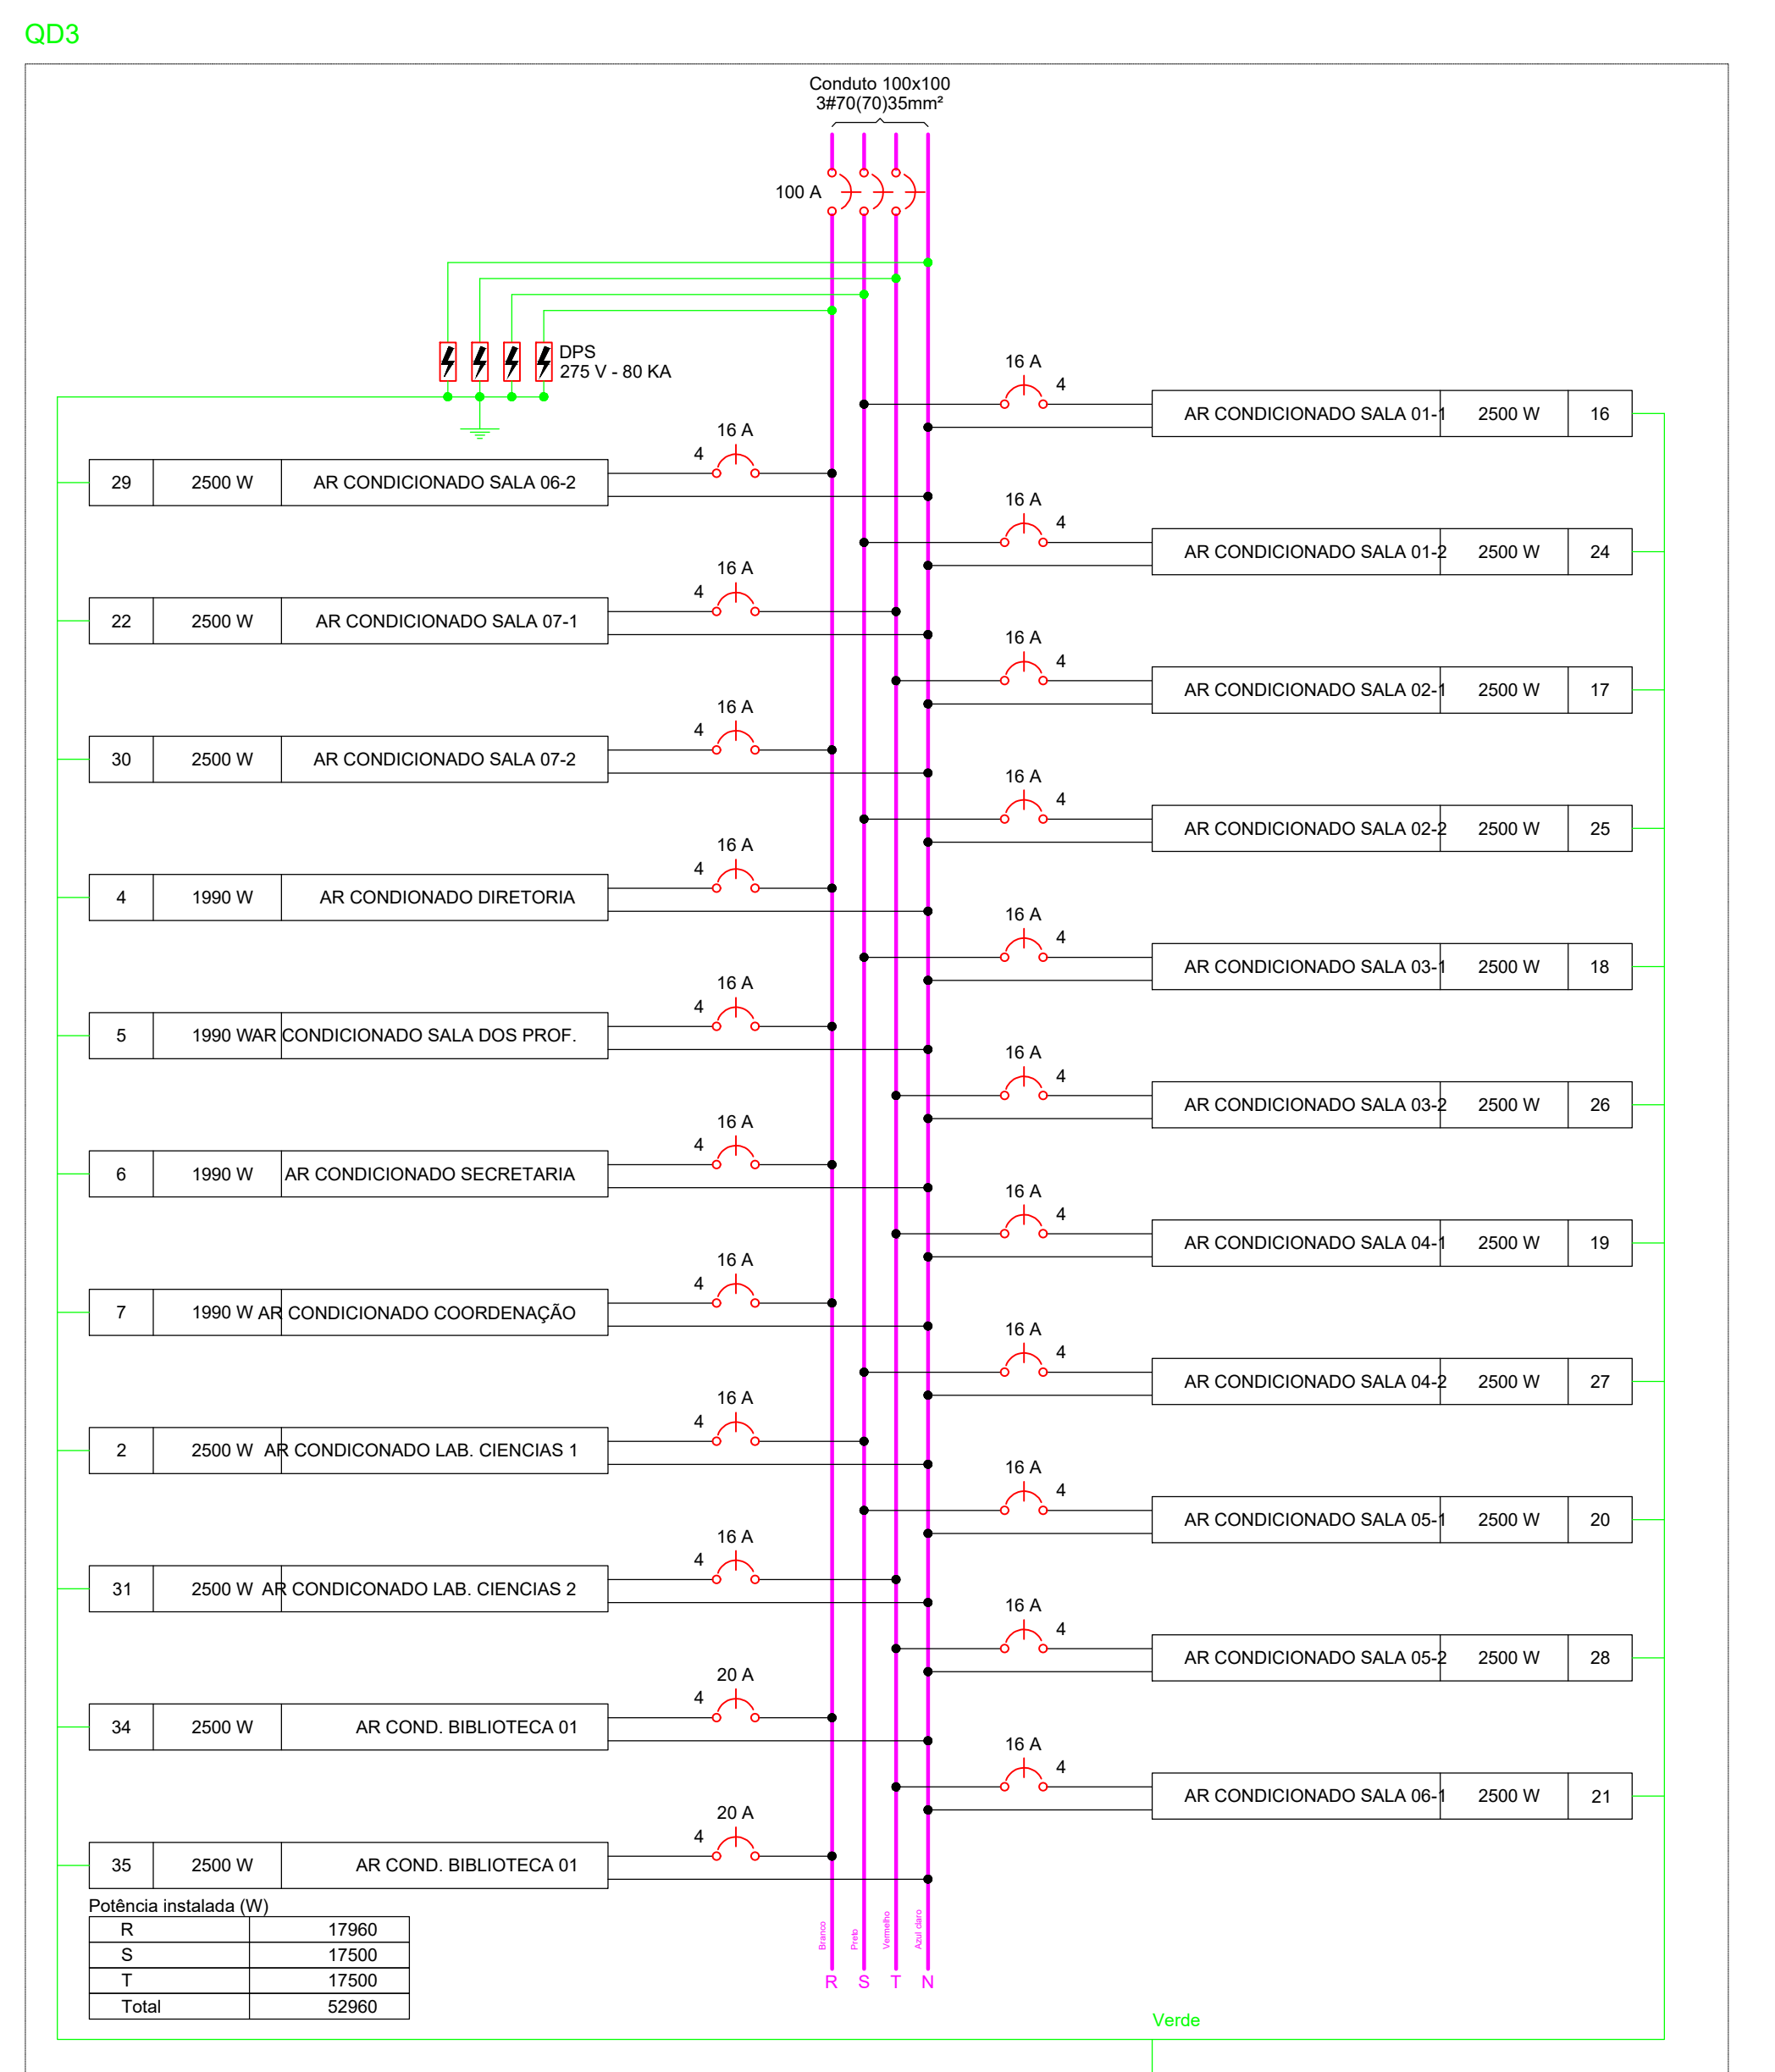 QD3
Conduto 100x100
3#70(70)35mm²
100 A
DPS
275 V - 80 KA
16 A
4
AR CONDICIONADO SALA 01-1 2500 W 16
16 A
4
29 2500 W AR CONDICIONADO SALA 06-2
16 A
4
AR CONDICIONADO SALA 01-2 2500 W 24
16 A
4
22 2500 W AR CONDICIONADO SALA 07-1
16 A
4
AR CONDICIONADO SALA 02-1 2500 W 17
16 A
4
30 2500 W AR CONDICIONADO SALA 07-2
16 A
4
AR CONDICIONADO SALA 02-2 2500 W 25
16 A
4
4 1990 W AR CONDIONADO DIRETORIA
16 A
4
AR CONDICIONADO SALA 03-1 2500 W 18
16 A
4
5 1990 W AR CONDICIONADO SALA DOS PROF.
16 A
4
AR CONDICIONADO SALA 03-2 2500 W 26
16 A
4
6 1990 W AR CONDICIONADO SECRETARIA
16 A
4
AR CONDICIONADO SALA 04-1 2500 W 19
16 A
4
7 1990 W AR CONDICIONADO COORDENAÇÃO
16 A
4
AR CONDICIONADO SALA 04-2 2500 W 27
16 A
4
2 2500 W AR CONDICONADO LAB. CIENCIAS 1
16 A
4
AR CONDICIONADO SALA 05-1 2500 W 20
16 A
4
31 2500 W AR CONDICONADO LAB. CIENCIAS 2
16 A
4
AR CONDICIONADO SALA 05-2 2500 W 28
20 A
4
34 2500 W AR COND. BIBLIOTECA 01
16 A
4
AR CONDICIONADO SALA 06-1 2500 W 21
20 A
4
35 2500 W AR COND. BIBLIOTECA 01
Potência instalada (W)
R 17960
S 17500
T 17500
Total 52960
Branco
Preto
Vermelho
Azul claro
R S T N
Verde